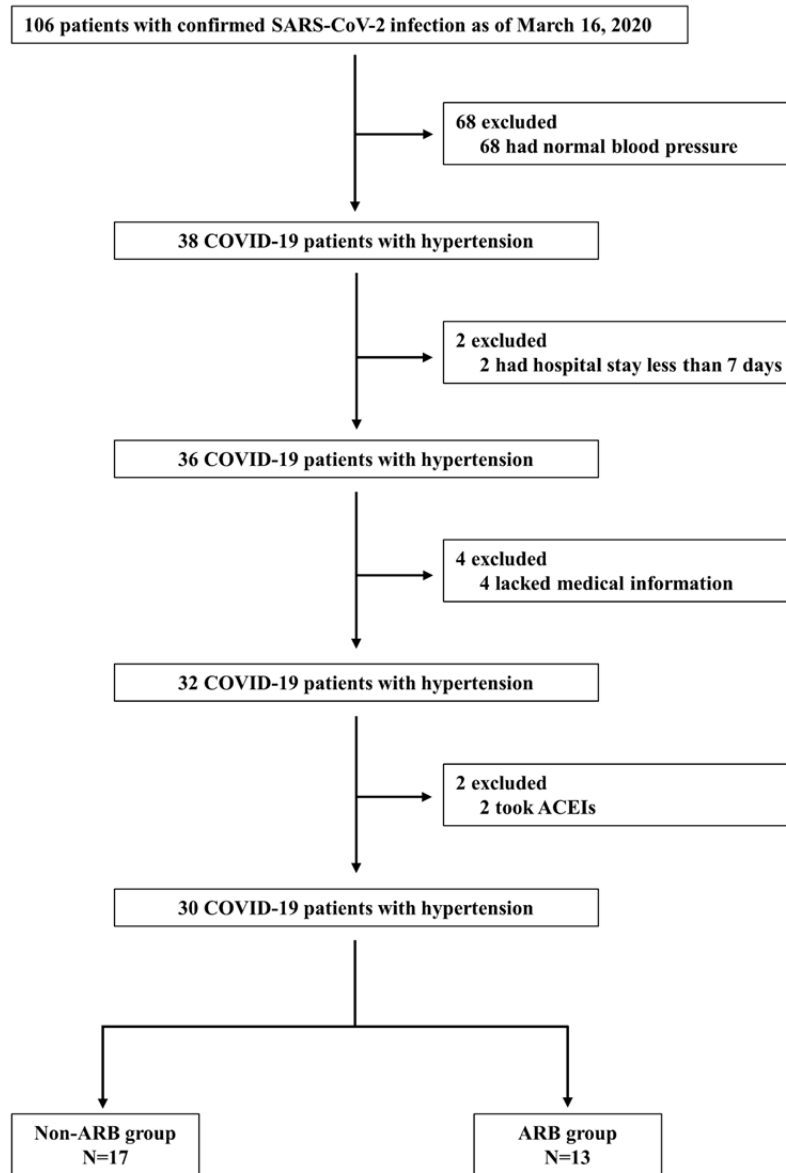 106 patients with confirmed SARS-CoV-2 infection as of March 16, 2020
68 excluded
68 had normal blood pressure
38 COVID-19 patients with hypertension
2 excluded
2 had hospital stay less than 7 days
36 COVID-19 patients with hypertension
4 excluded
4 lacked medical information
32 COVID-19 patients with hypertension
2 excluded
2 took ACEIs
30 COVID-19 patients with hypertension
Non-ARB group
N=17
ARB group
N=13